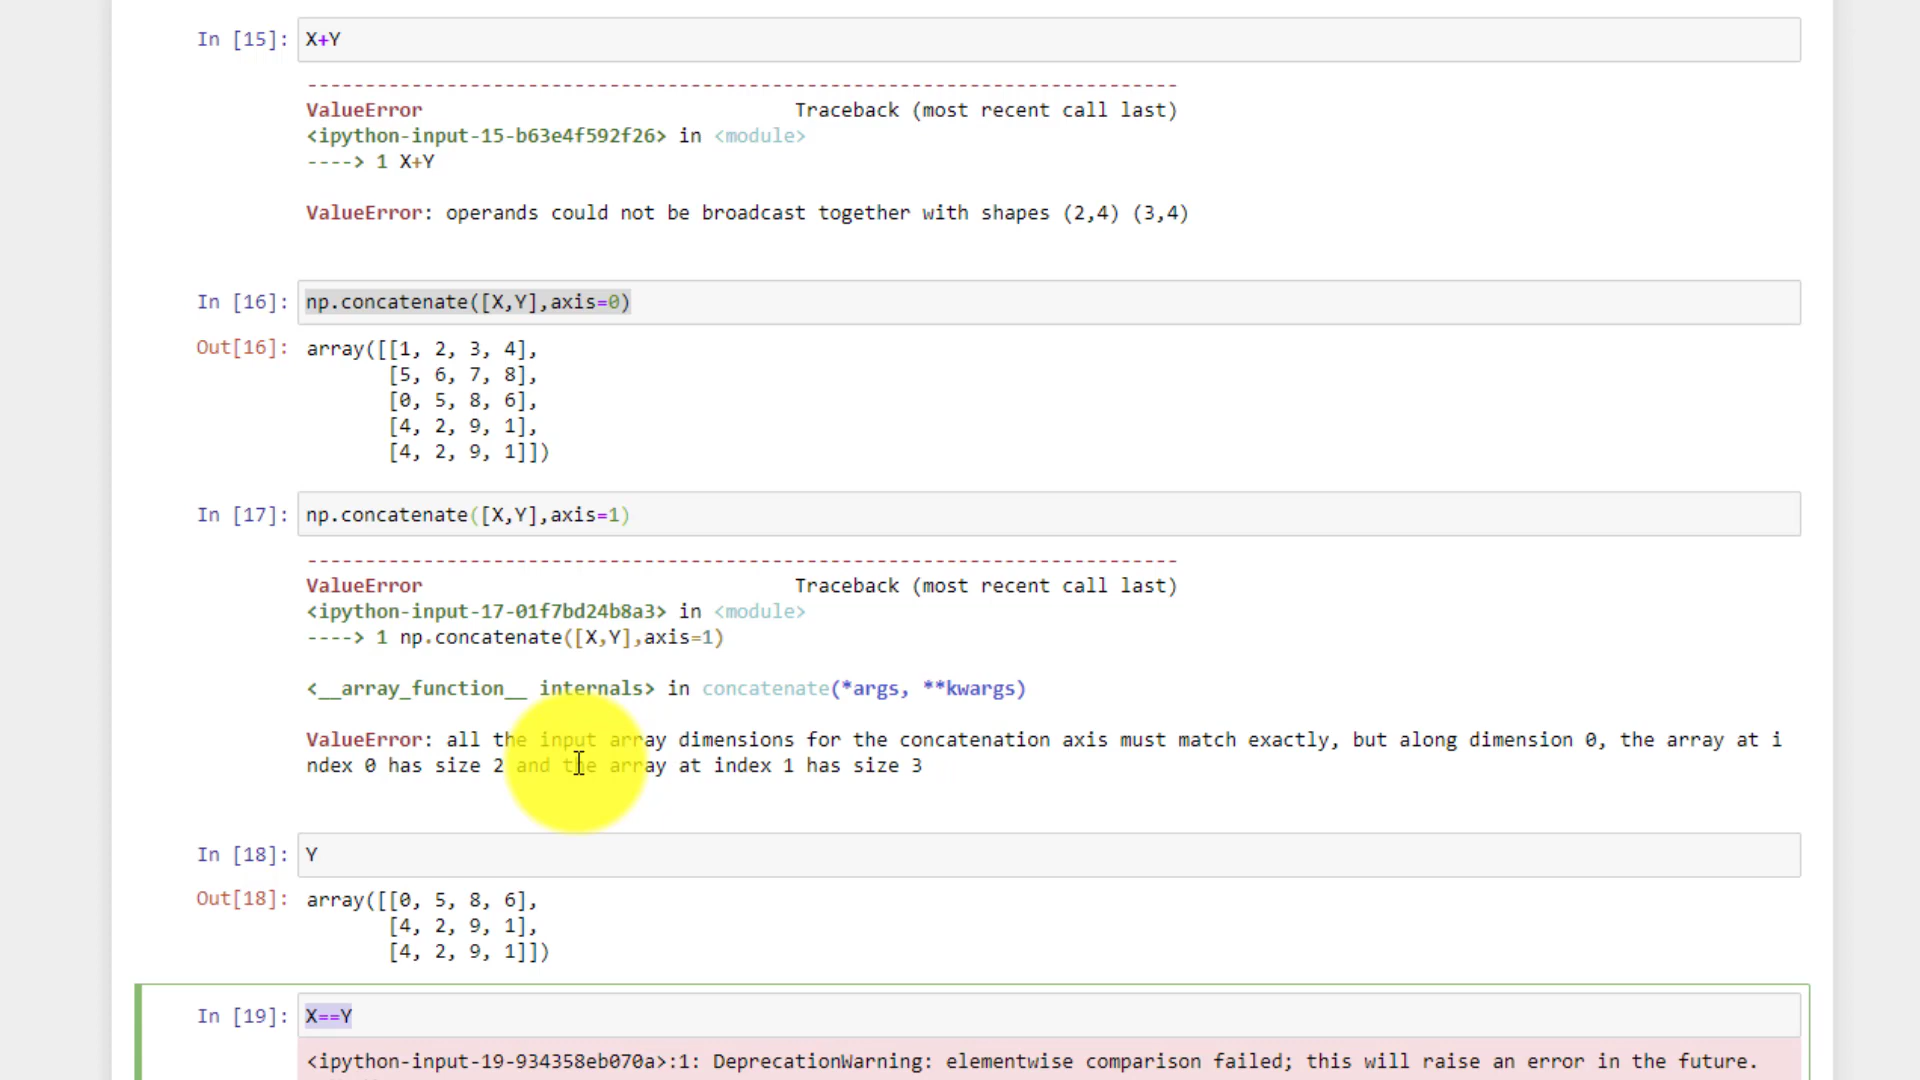 In [15]: X+Y
---------------------------------------------------------------------------
ValueError                                Traceback (most recent call last)
<ipython-input-15-b63e4f592f26> in <module>
----> 1 X+Y
ValueError: operands could not be broadcast together with shapes (2,4) (3,4)
In [16]: np.concatenate([X,Y],axis=0)
Out[16]: array([[1, 2, 3, 4],
[5, 6, 7, 8],
[0, 5, 8, 6],
[4, 2, 9, 1],
[4, 2, 9, 1]])
In [17]: np.concatenate([X,Y],axis=1)
---------------------------------------------------------------------------
ValueError                                Traceback (most recent call last)
<ipython-input-17-01f7bd24b8a3> in <module>
----> 1 np.concatenate([X,Y],axis=1)
<__array_function__ internals> in concatenate(*args, **kwargs)
ValueError: all the input array dimensions for the concatenation axis must match exactly, but along dimension 0, the array at i
ndex 0 has size 2 and the array at index 1 has size 3
In [18]: Y
Out[18]: array([[0, 5, 8, 6],
[4, 2, 9, 1],
[4, 2, 9, 1]])
In [19]: X==Y
<ipython-input-19-934358eb070a>:1: DeprecationWarning: elementwise comparison failed; this will raise an error in the future.